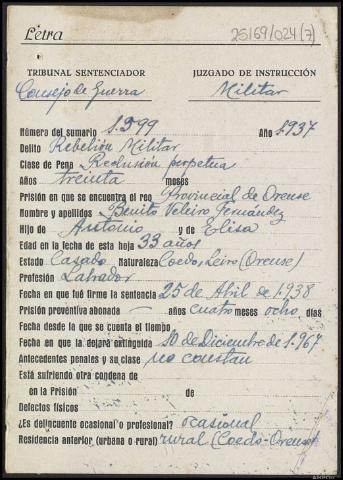 Letra
25169/024(7)
TRIBUNAL SENTENCIADOR JUZGADO DE INSTRUCCIÓN
Consejo de Guerra Militar
Número del sumario 1.399 Año 1.937
Delito Rebelión Militar
Clase de Pena Reclusión perpetua
Años treinta meses
Prisión en que se encuentra el reo Provincial de Orense
Nombre y apellidos Benito Veleiro Fernández
Hijo de Antonio y de Elisa
Edad en la fecha de esta hoja 33 años
Estado Casado Naturaleza Coedo, Leiro (Orense)
Profesión Labrador
Fecha en que fué firme la sentencia 25 de Abril de 1.938
Prisión preventiva abonada — años cuatro meses ocho días
Fecha desde la que se cuenta el tiempo
Fecha en que la dejará extinguida 10 de Diciembre de 1.967
Antecedentes penales y su clase no constan
Está sufriendo otra condena de
en la Prisión de
Defectos físicos
¿Es delincuente ocasional o profesional? ocasional
Residencia anterior (urbana o rural) rural (Coedo-Orense)